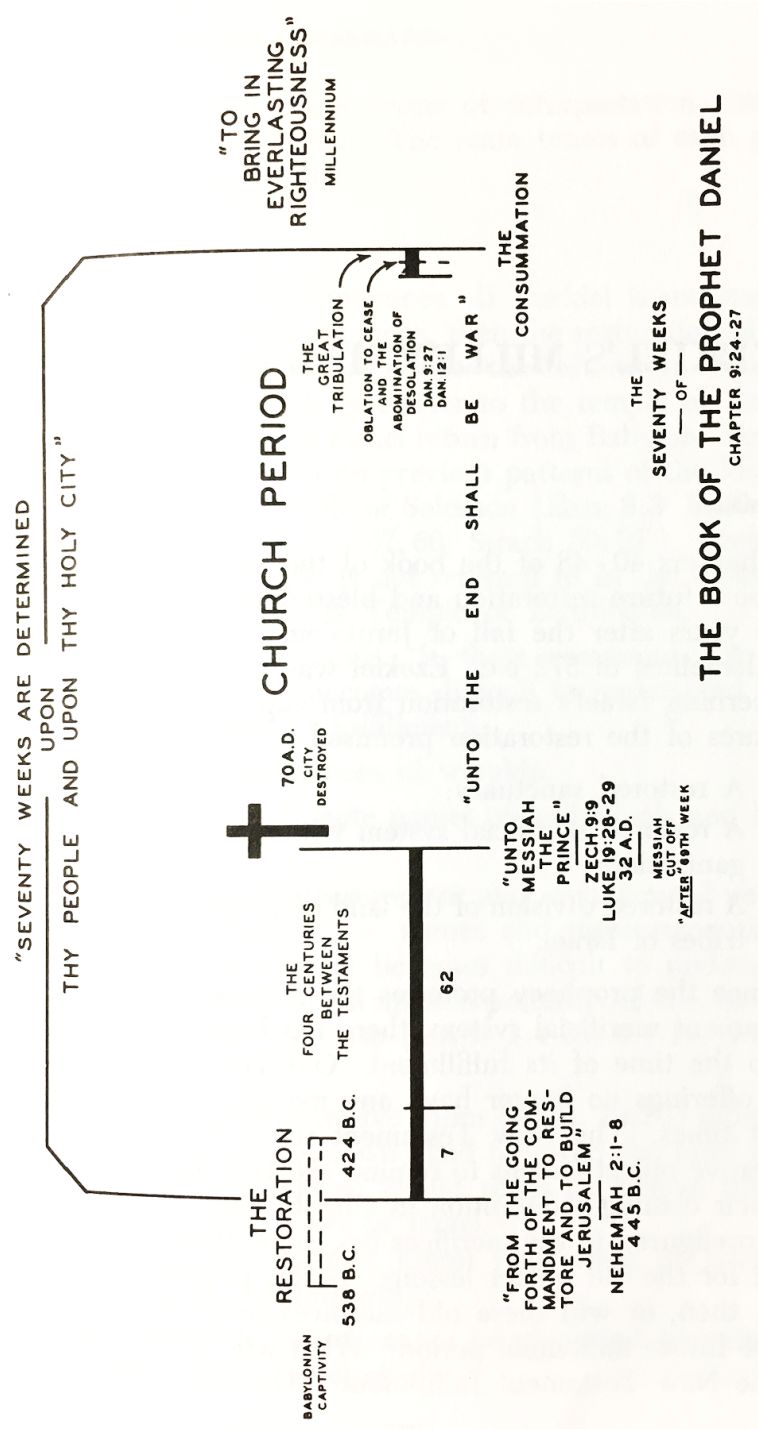 "SEVENTY WEEKS ARE DETERMINED
UPON
THY PEOPLE AND UPON THY HOLY CITY"
"TO
BRING IN
EVERLASTING
RIGHTEOUSNESS"
MILLENNIUM
THE
RESTORATION
BABYLONIAN
CAPTIVITY
538 B.C.
424 B.C.
THE
FOUR CENTURIES
BETWEEN
THE TESTAMENTS
70 A.D.
CITY
DESTROYED
CHURCH PERIOD
THE
GREAT
TRIBULATION
OBLATION TO CEASE
AND THE
ABOMINATION OF
DESOLATION
DAN. 9:27
DAN. 12:1
7
62
"UNTO THE END SHALL BE WAR"
THE
CONSUMMATION
"FROM THE GOING
FORTH OF THE COM-
MANDMENT TO RES-
TORE AND TO BUILD
JERUSALEM"
NEHEMIAH 2:1-8
445 B.C.
"UNTO
MESSIAH
THE
PRINCE"
ZECH. 9:9
LUKE 19:28-29
32 A.D.
MESSIAH
CUT OFF
"AFTER" 69TH WEEK
THE
SEVENTY WEEKS
OF
THE BOOK OF THE PROPHET DANIEL
CHAPTER 9:24-27